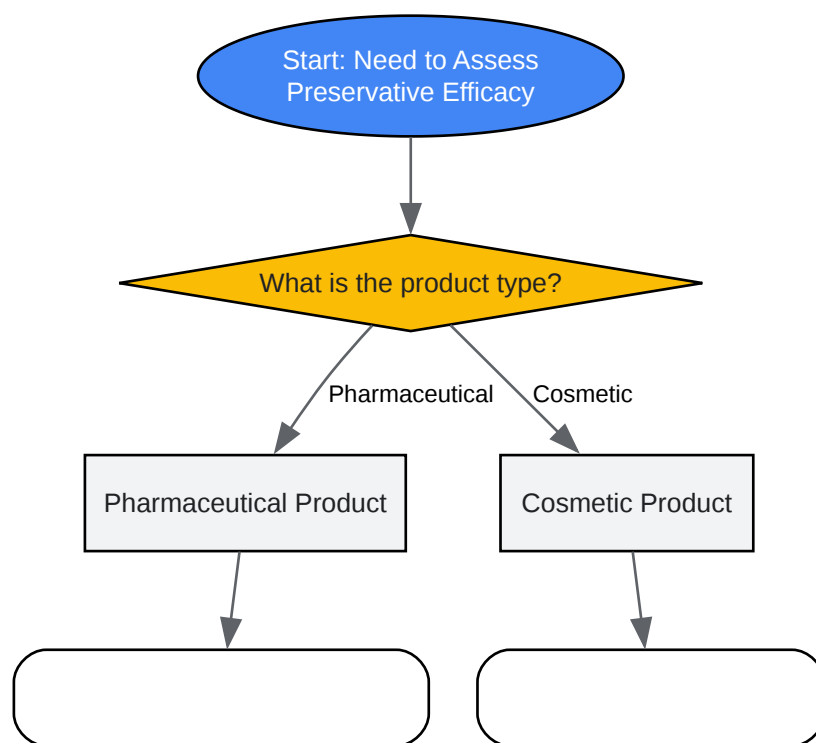 Start: Need to Assess
Preservative Efficacy
What is the product type?
Pharmaceutical
Cosmetic
Pharmaceutical Product
Cosmetic Product